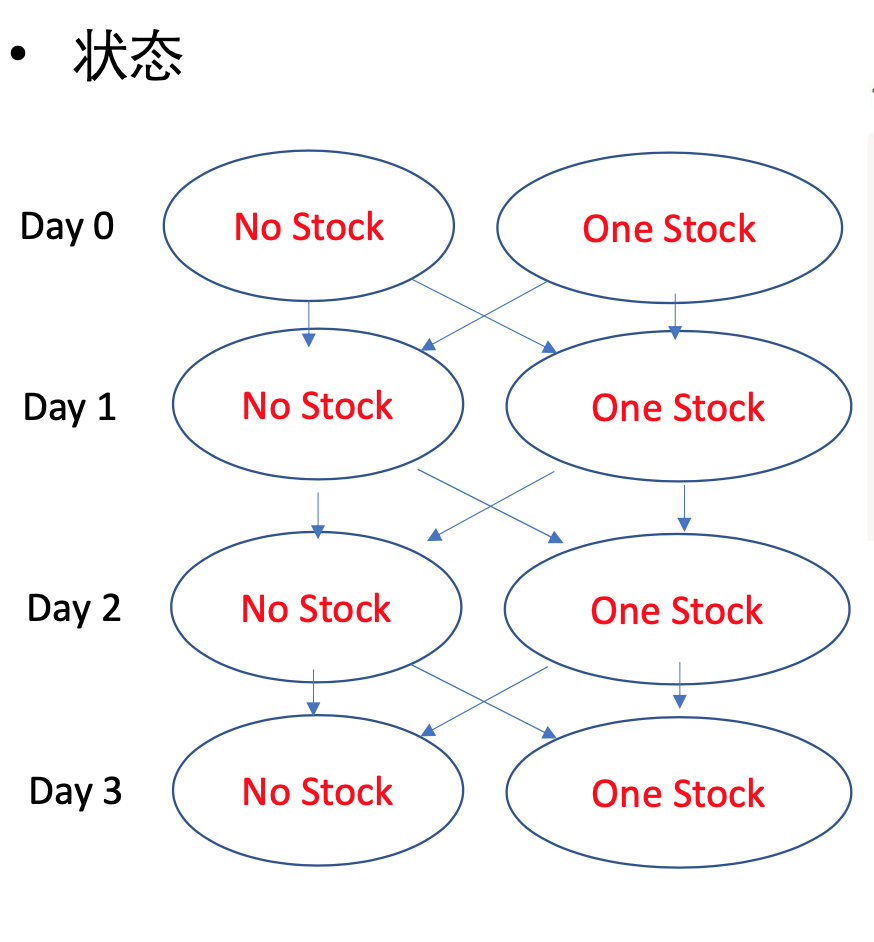 • 状态
Day 0 No Stock One Stock
Day 1 No Stock One Stock
Day 2 No Stock One Stock
Day 3 No Stock One Stock